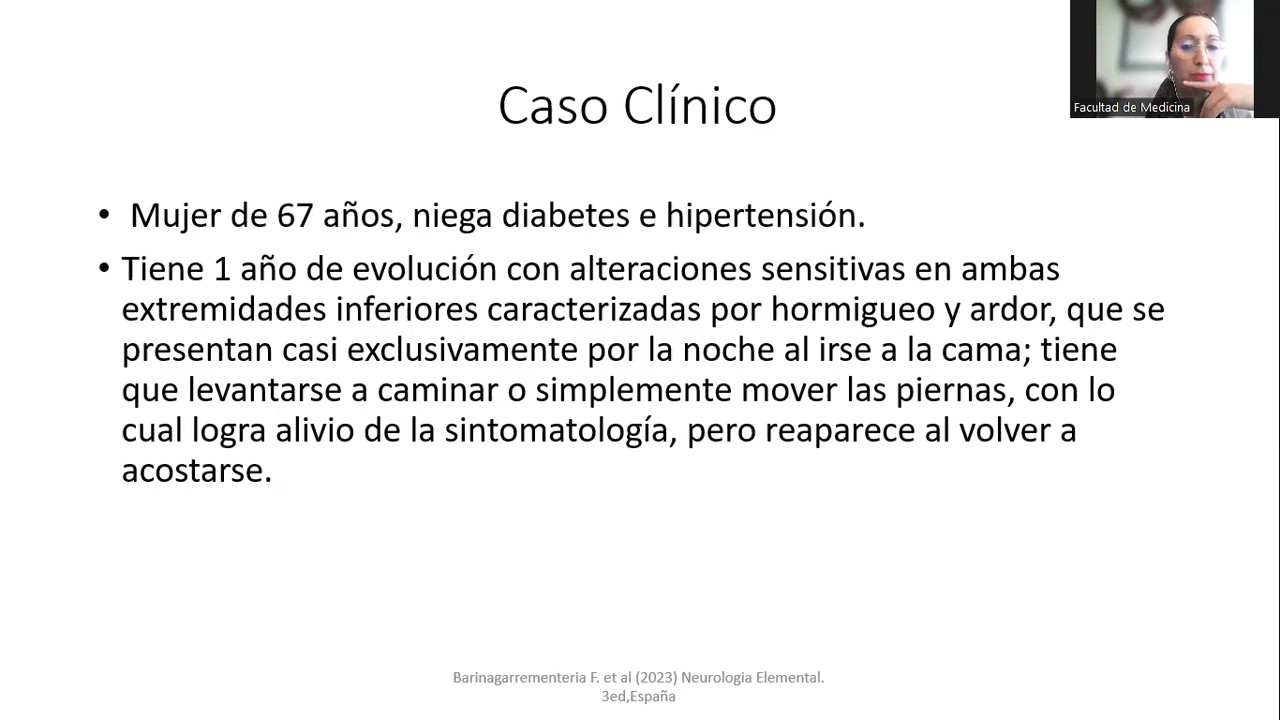 Facultad de Medicina
Caso Clínico
• Mujer de 67 años, niega diabetes e hipertensión.
• Tiene 1 año de evolución con alteraciones sensitivas en ambas
extremidades inferiores caracterizadas por hormigueo y ardor, que se
presentan casi exclusivamente por la noche al irse a la cama; tiene
que levantarse a caminar o simplemente mover las piernas, con lo
cual logra alivio de la sintomatología, pero reaparece al volver a
acostarse.
Barinagarrementeria F. et al (2023) Neurologia Elemental.
3ed,España